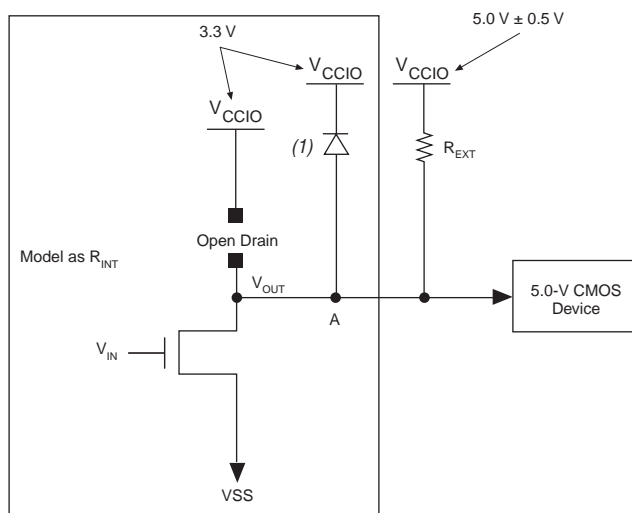 3.3 V
5.0 V ± 0.5 V
VCCIO
VCCIO
VCCIO
(1)
REXT
Open Drain
Model as RINT
VOUT
A
5.0-V CMOS
Device
VIN
VSS